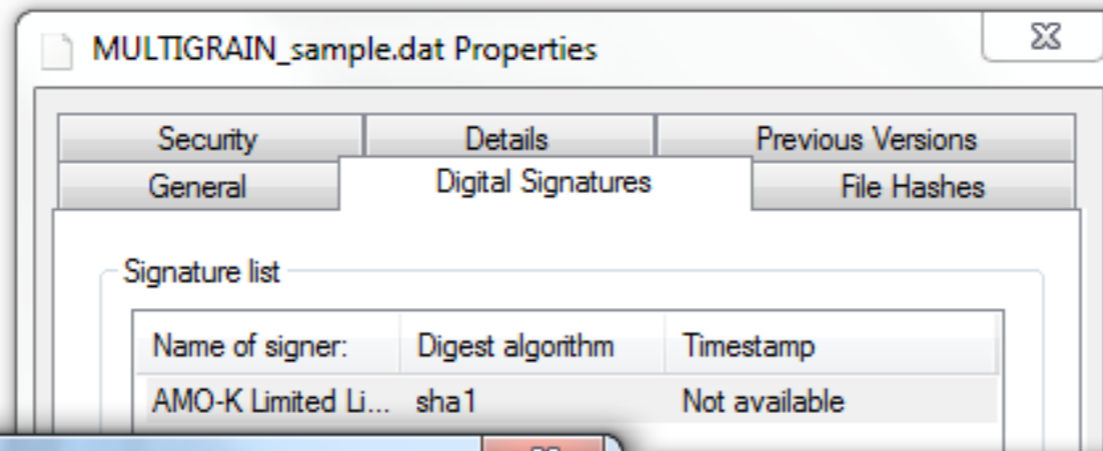 MULTIGRAIN_sample.dat Properties
Security Details Previous Versions
General Digital Signatures File Hashes
Signature list
Name of signer: Digest algorithm Timestamp
AMO-K Limited Li... sha1 Not available